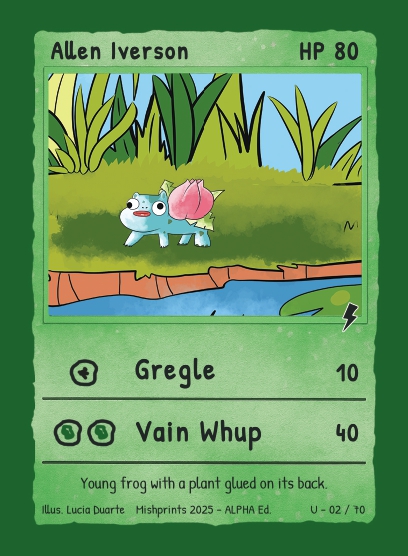 Allen Iverson HP 80
Gregle 10
Vain Whup 40
Young frog with a plant glued on its back.
Illus. Lucia Duarte Mishprints 2025 - ALPHA Ed. U - 02 / 70